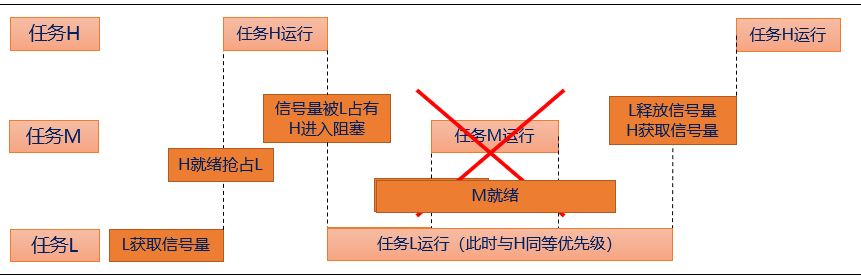 任务H
任务H运行
任务H运行
信号量被L占有
H进入阻塞
L释放信号量
H获取信号量
任务M
任务M运行
H就绪抢占L
M就绪
任务L
L获取信号量
任务L运行（此时与H同等优先级）